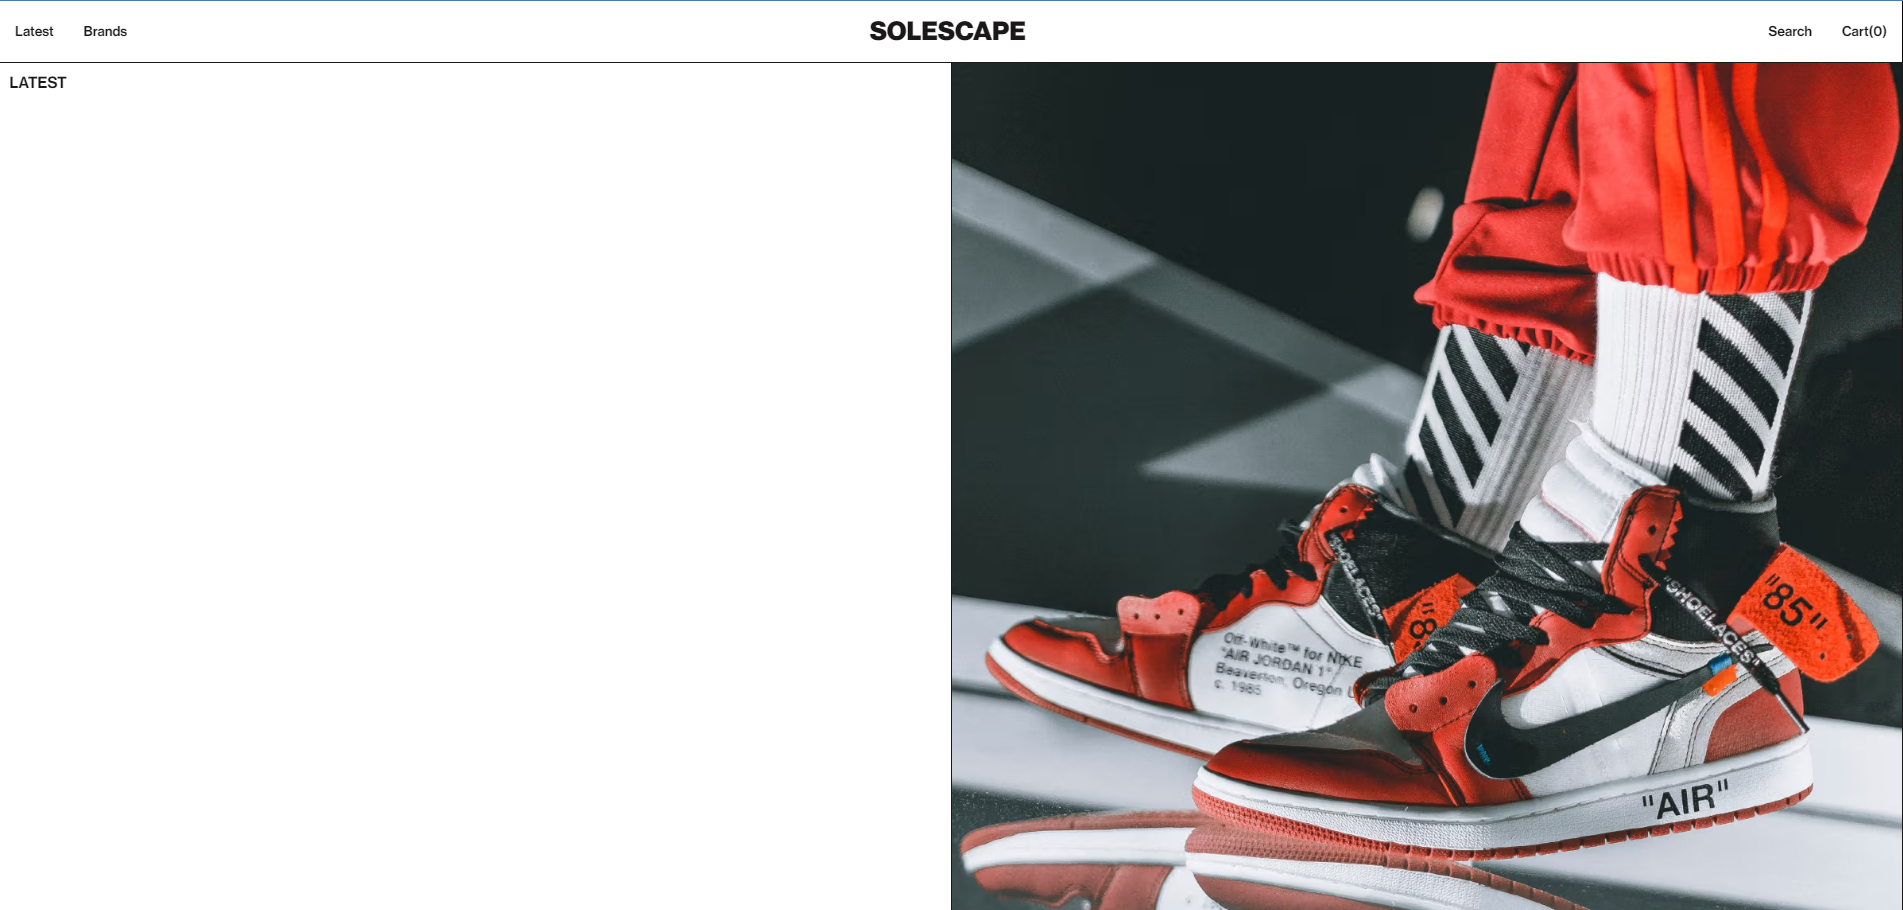 Latest
Brands
SOLESCAPE
Search
Cart(0)
LATEST
"SHOELACES"
"85"
"SHOELACES"
Off-White™ for NIKE
"AIR JORDAN 1"
Beaverton, Oregon
c. 1985
"AIR"